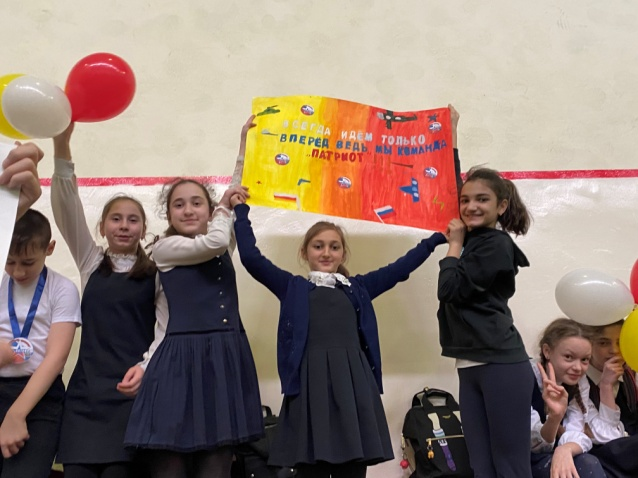 ВСЕГДА ИДЕМ ТОЛЬКО
ВПЕРЕД ВЕДЬ, МЫ КОМАНДА
„ПАТРИОТ